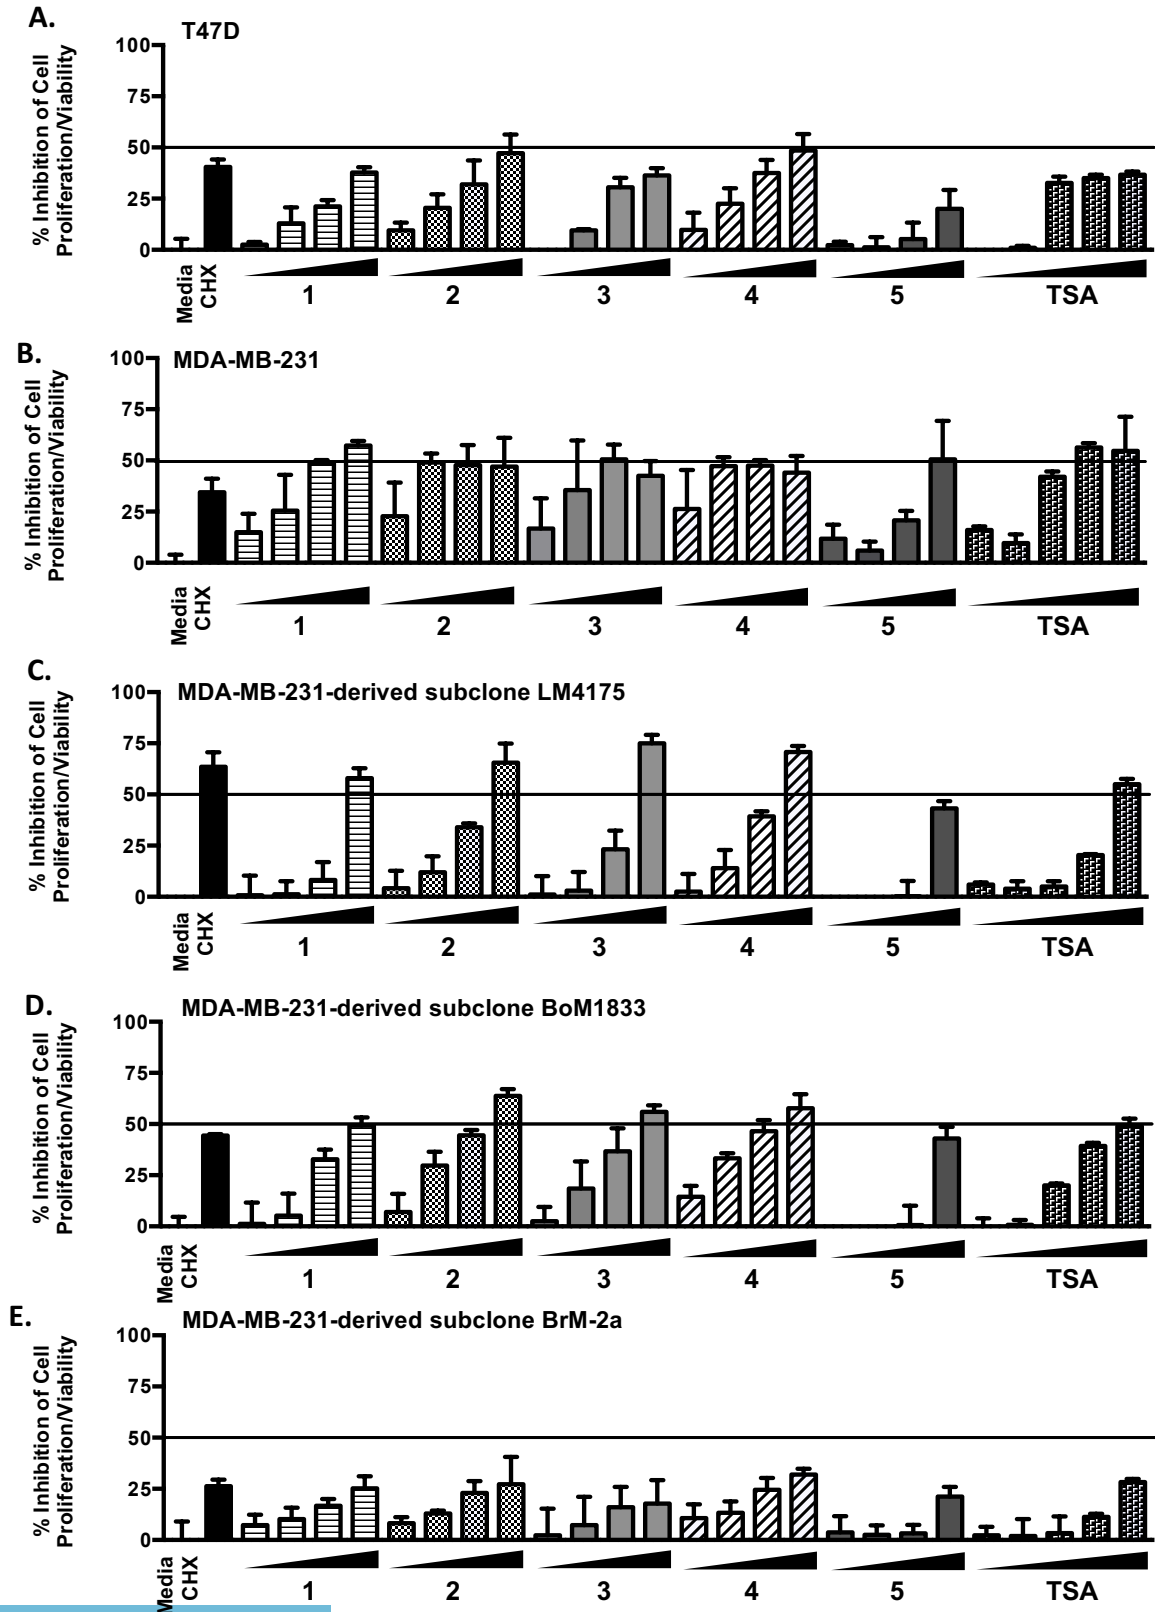 A.
T47D
% Inhibition of Cell
Proliferation/Viability
100
75
50
25
0
Media
CHX
1
2
3
4
5
TSA
B.
MDA-MB-231
% Inhibition of Cell
Proliferation/Viability
100
75
50
25
0
Media
CHX
1
2
3
4
5
TSA
C.
MDA-MB-231-derived subclone LM4175
% Inhibition of Cell
Proliferation/Viability
100
75
50
25
0
Media
CHX
1
2
3
4
5
TSA
D.
MDA-MB-231-derived subclone BoM1833
% Inhibition of Cell
Proliferation/Viability
100
75
50
25
0
Media
CHX
1
2
3
4
5
TSA
E.
MDA-MB-231-derived subclone BrM-2a
% Inhibition of Cell
Proliferation/Viability
100
75
50
25
0
Media
CHX
1
2
3
4
5
TSA